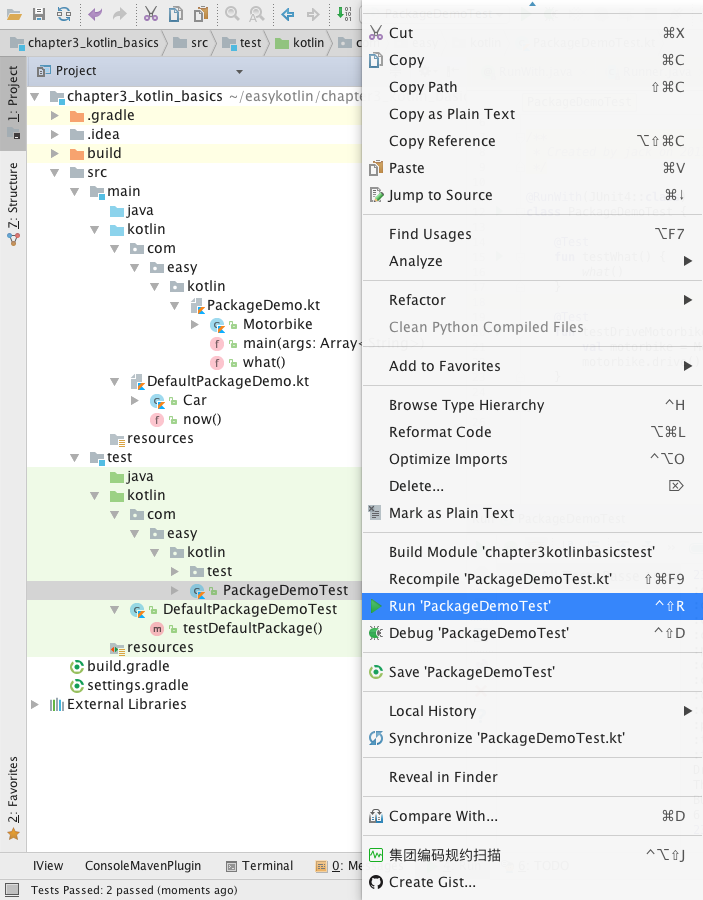 chapter3_kotlin_basics src test kotlin c
1: Project
Z: Structure
2: Favorites
Project
chapter3_kotlin_basics ~/easykotlin/chapte
.gradle
.idea
build
src
main
java
kotlin
com
easy
kotlin
PackageDemo.kt
Motorbike
main(args: Array<
what()
DefaultPackageDemo.kt
Car
now()
resources
test
java
kotlin
com
easy
kotlin
test
PackageDemoTest
DefaultPackageDemoTest
testDefaultPackage()
resources
build.gradle
settings.gradle
External Libraries
IView ConsoleMavenPlugin Terminal 0: Me
Tests Passed: 2 passed (moments ago)
Cut ⌘X
Copy ⌘C
Copy Path ⇧⌘C
Copy as Plain Text
Copy Reference ⌥⇧⌘C
Paste ⌘V
Jump to Source ⌘↓
Find Usages ⌥F7
Analyze
Refactor
Clean Python Compiled Files
Add to Favorites
Browse Type Hierarchy ^H
Reformat Code ⌥⌘L
Optimize Imports ^⌥O
Delete... ⌦
Mark as Plain Text
Build Module 'chapter3kotlinbasicstest'
Recompile 'PackageDemoTest.kt' ⇧⌘F9
Run 'PackageDemoTest' ^⇧R
Debug 'PackageDemoTest' ^⇧D
Save 'PackageDemoTest'
Local History
Synchronize 'PackageDemoTest.kt'
Reveal in Finder
Compare With... ⌘D
集团编码规约扫描 ^⌥⇧J
Create Gist...